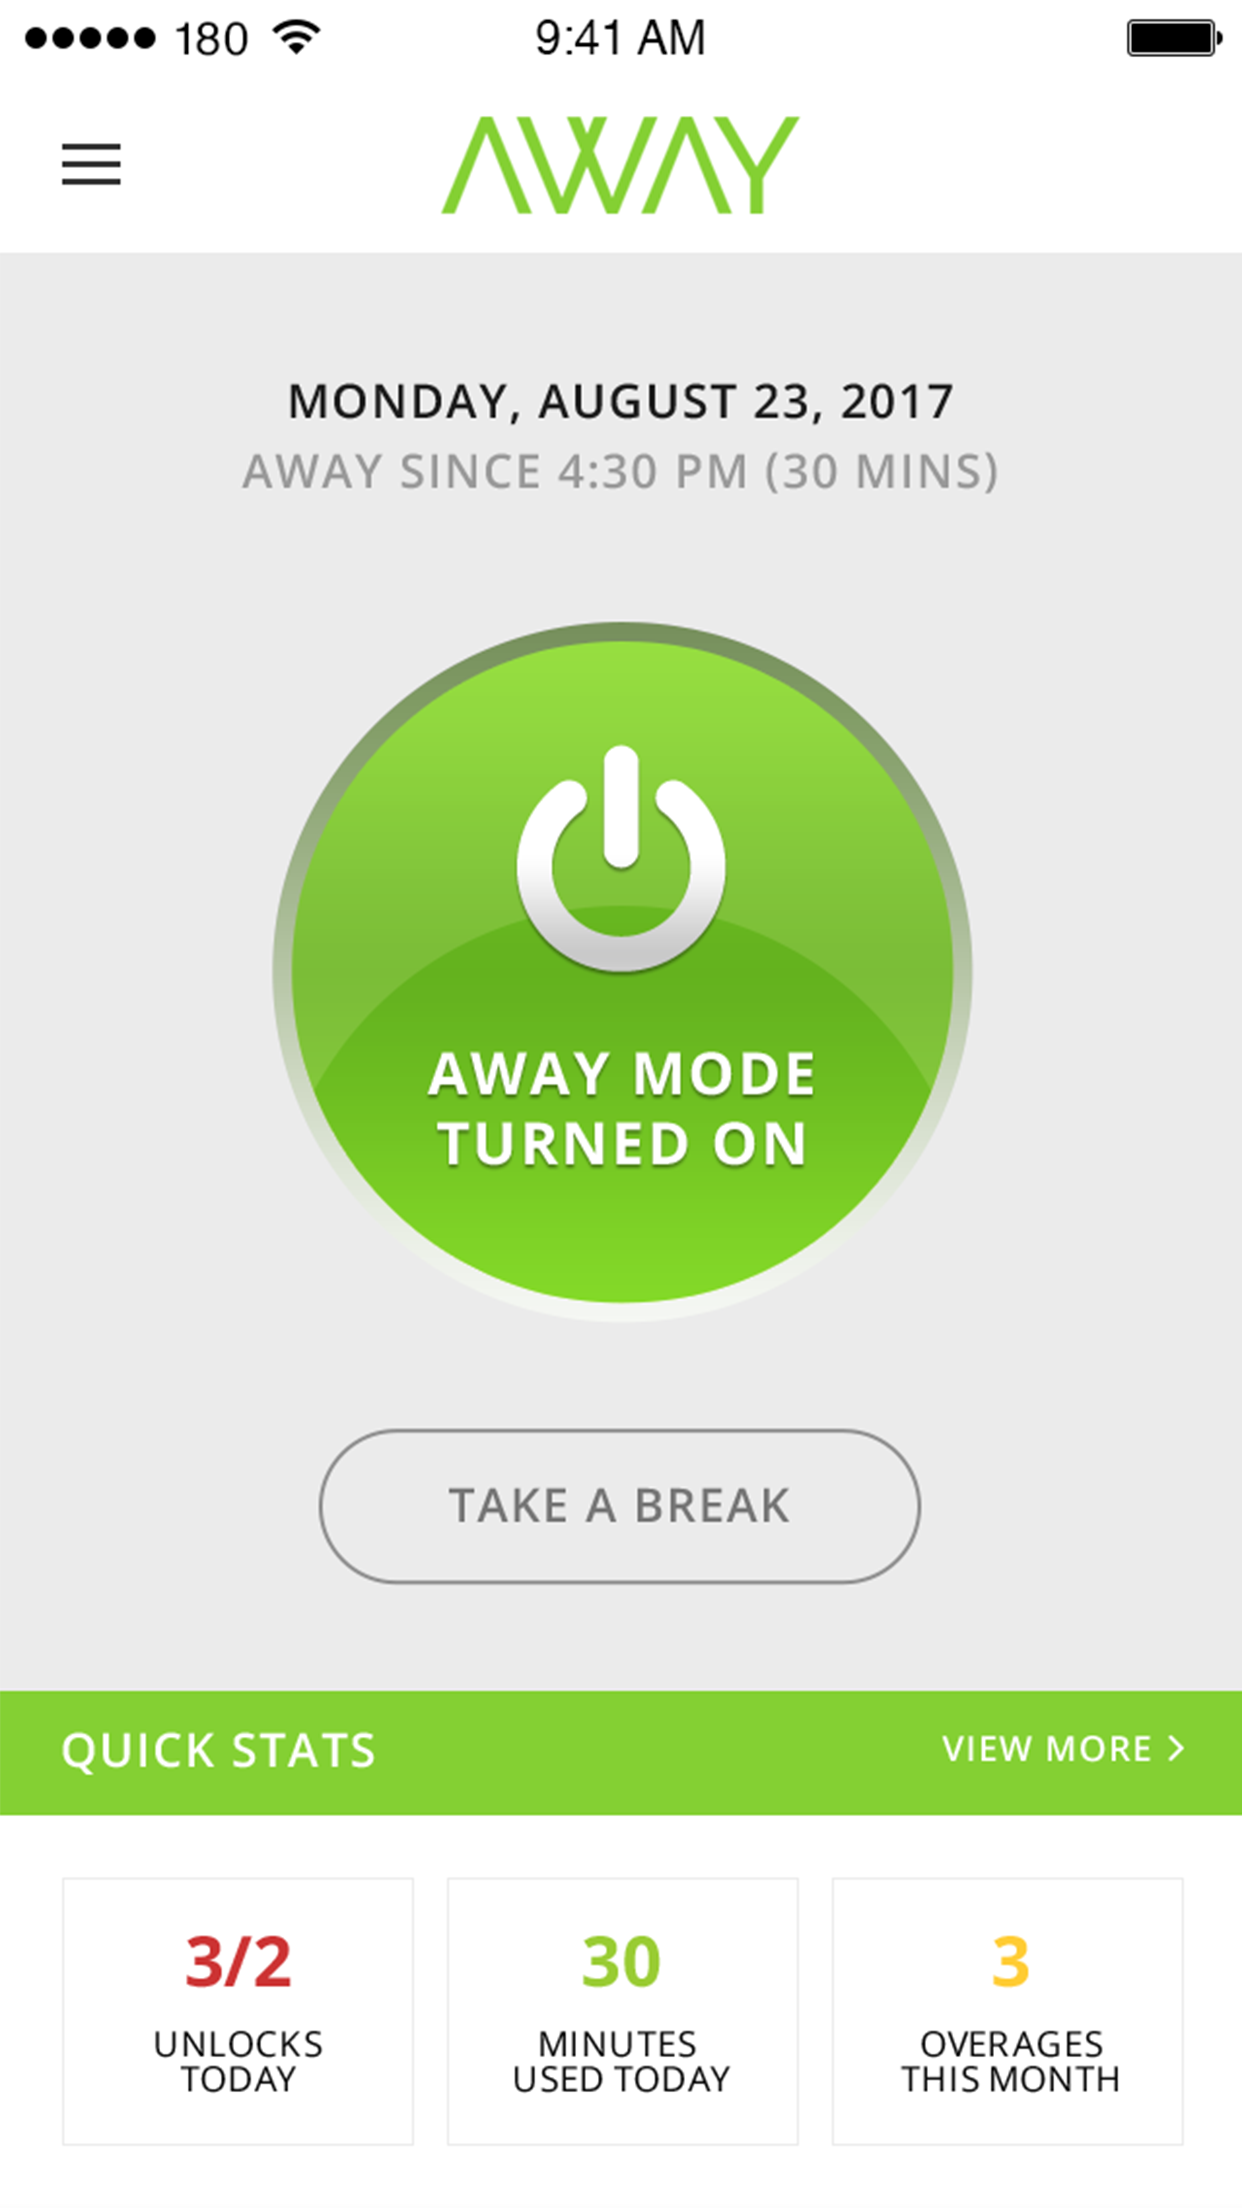 180
9:41 AM
AWAY
MONDAY, AUGUST 23, 2017
AWAY SINCE 4:30 PM (30 MINS)
AWAY MODE
TURNED ON
TAKE A BREAK
QUICK STATS
VIEW MORE >
3/2
UNLOCKS
TODAY
30
MINUTES
USED TODAY
3
OVERAGES
THIS MONTH